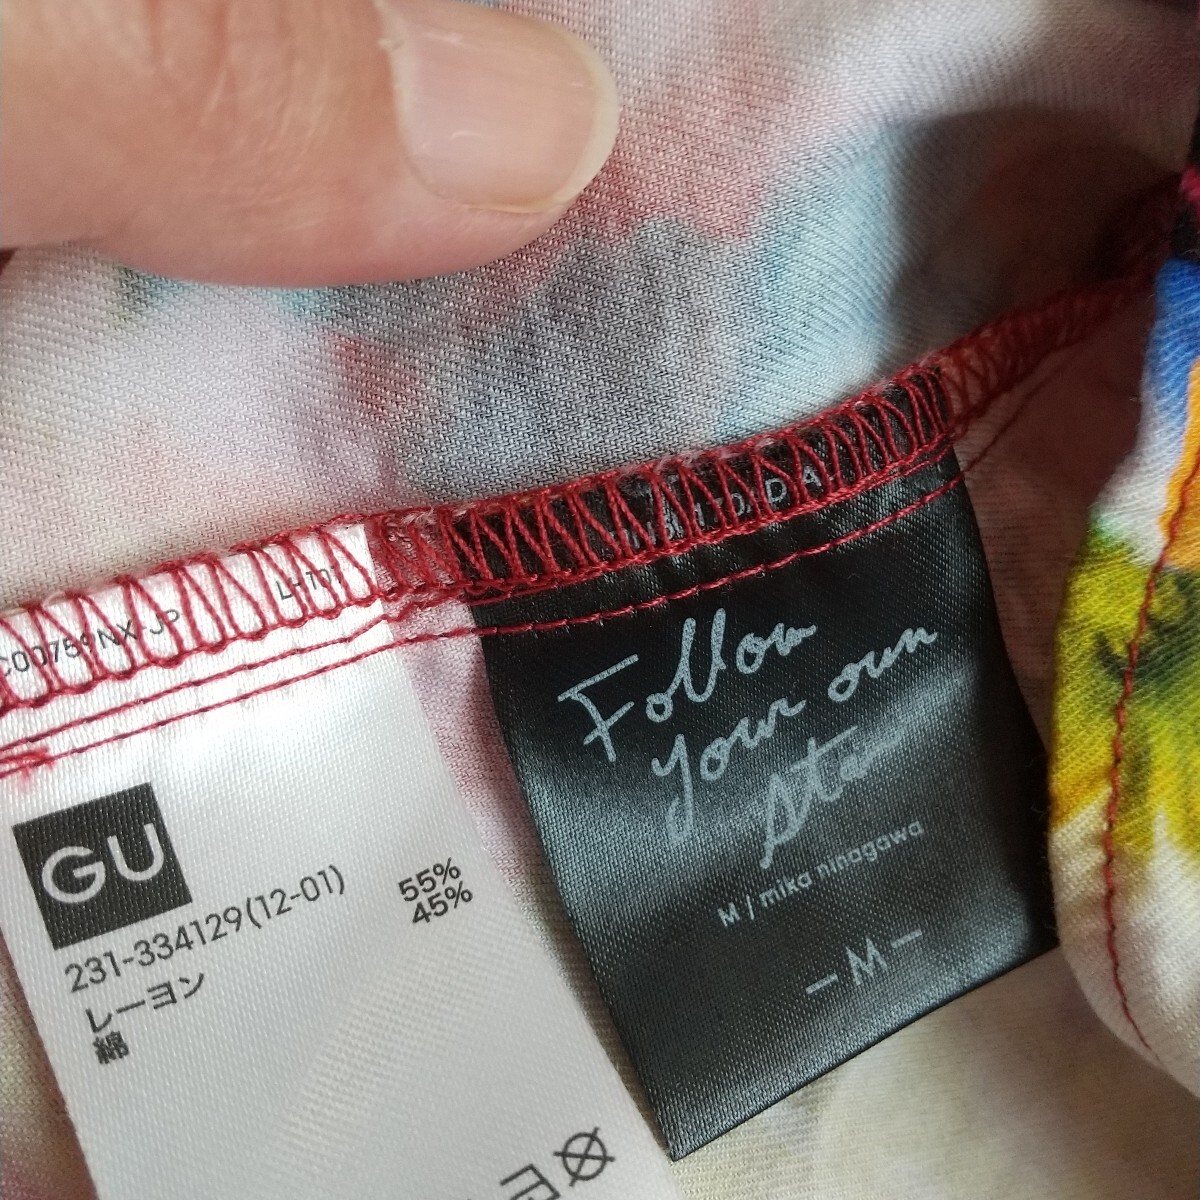 GU
231-334129(12-01)
レーヨン 55%
綿 45%
Follow
your own
star
M / mika ninagawa
— M —